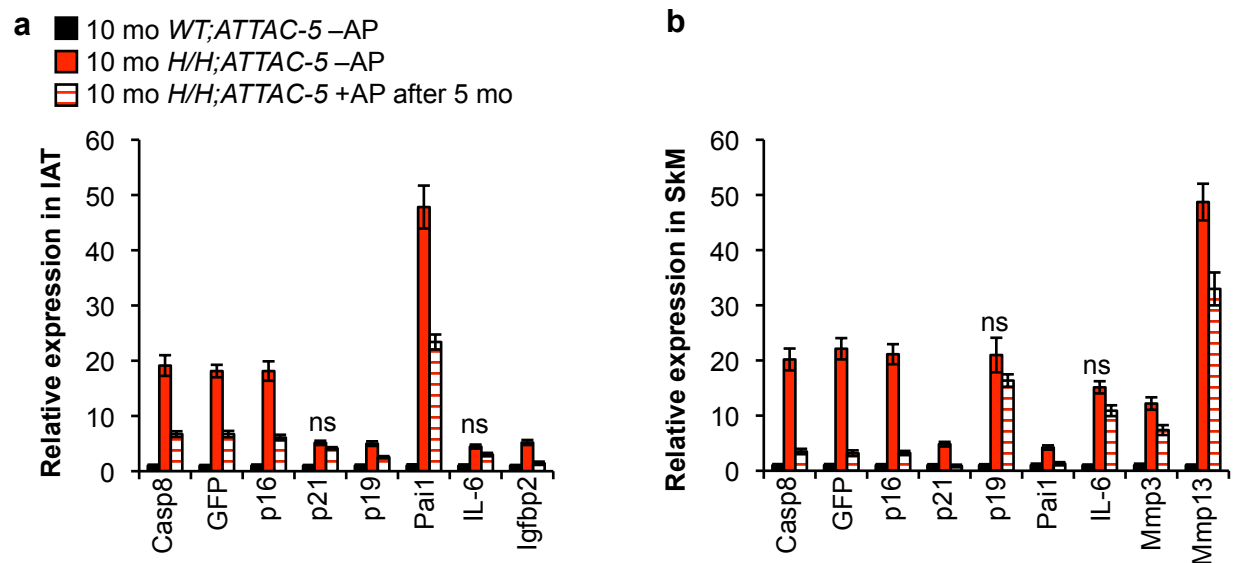 a
10 mo WT;ATTAC-5 –AP
10 mo H/H;ATTAC-5 –AP
10 mo H/H;ATTAC-5 +AP after 5 mo
Relative expression in IAT
60
50
40
30
20
10
0
ns
ns
Casp8
GFP
p16
p21
p19
Pai1
IL-6
Igfbp2
b
Relative expression in SkM
60
50
40
30
20
10
0
ns
ns
Casp8
GFP
p16
p21
p19
Pai1
IL-6
Mmp3
Mmp13